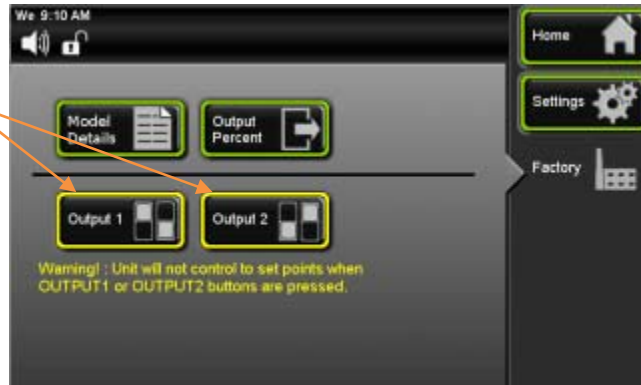 We 9:10 AM
Home
Settings
Factory
Model
Details
Output
Percent
Output 1
Output 2
Warning! : Unit will not control to set points when
OUTPUT1 or OUTPUT2 buttons are pressed.